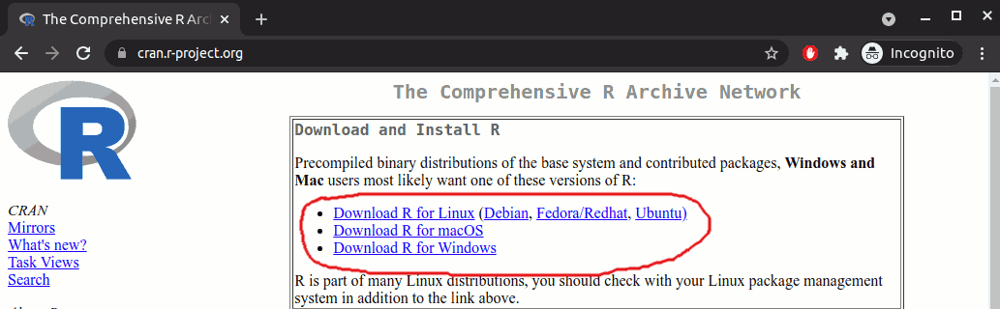 The Comprehensive R Arc
cran.r-project.org
Incognito
R
The Comprehensive R Archive Network
CRAN
Mirrors
What's new?
Task Views
Search
Download and Install R
Precompiled binary distributions of the base system and contributed packages, Windows and
Mac users most likely want one of these versions of R:
Download R for Linux (Debian, Fedora/Redhat, Ubuntu)
Download R for macOS
Download R for Windows
R is part of many Linux distributions, you should check with your Linux package management
system in addition to the link above.